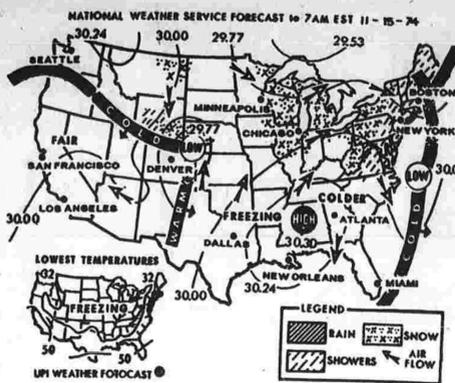 NATIONAL WEATHER SERVICE FORECAST to 7AM EST 11 - 15 - 74
30.24 30.00 29.77 29.53
SEATTLE
BOSTON
MINNEAPOLIS
NEW YORK
COLD
29.77
CHICAGO
FAIR
LOW
SAN FRANCISCO
DENVER
LOW
30.0
WARM
COLDER
FREEZING
HIGH
ATLANTA
COLD
LOS ANGELES
30.00
DALLAS
30.30
NEW ORLEANS
MIAMI
30.00
30.24
LOWEST TEMPERATURES
32 32
FREEZING
50 50
UPI WEATHER FOTOCAST
LEGEND
RAIN SNOW
SHOWERS AIR FLOW